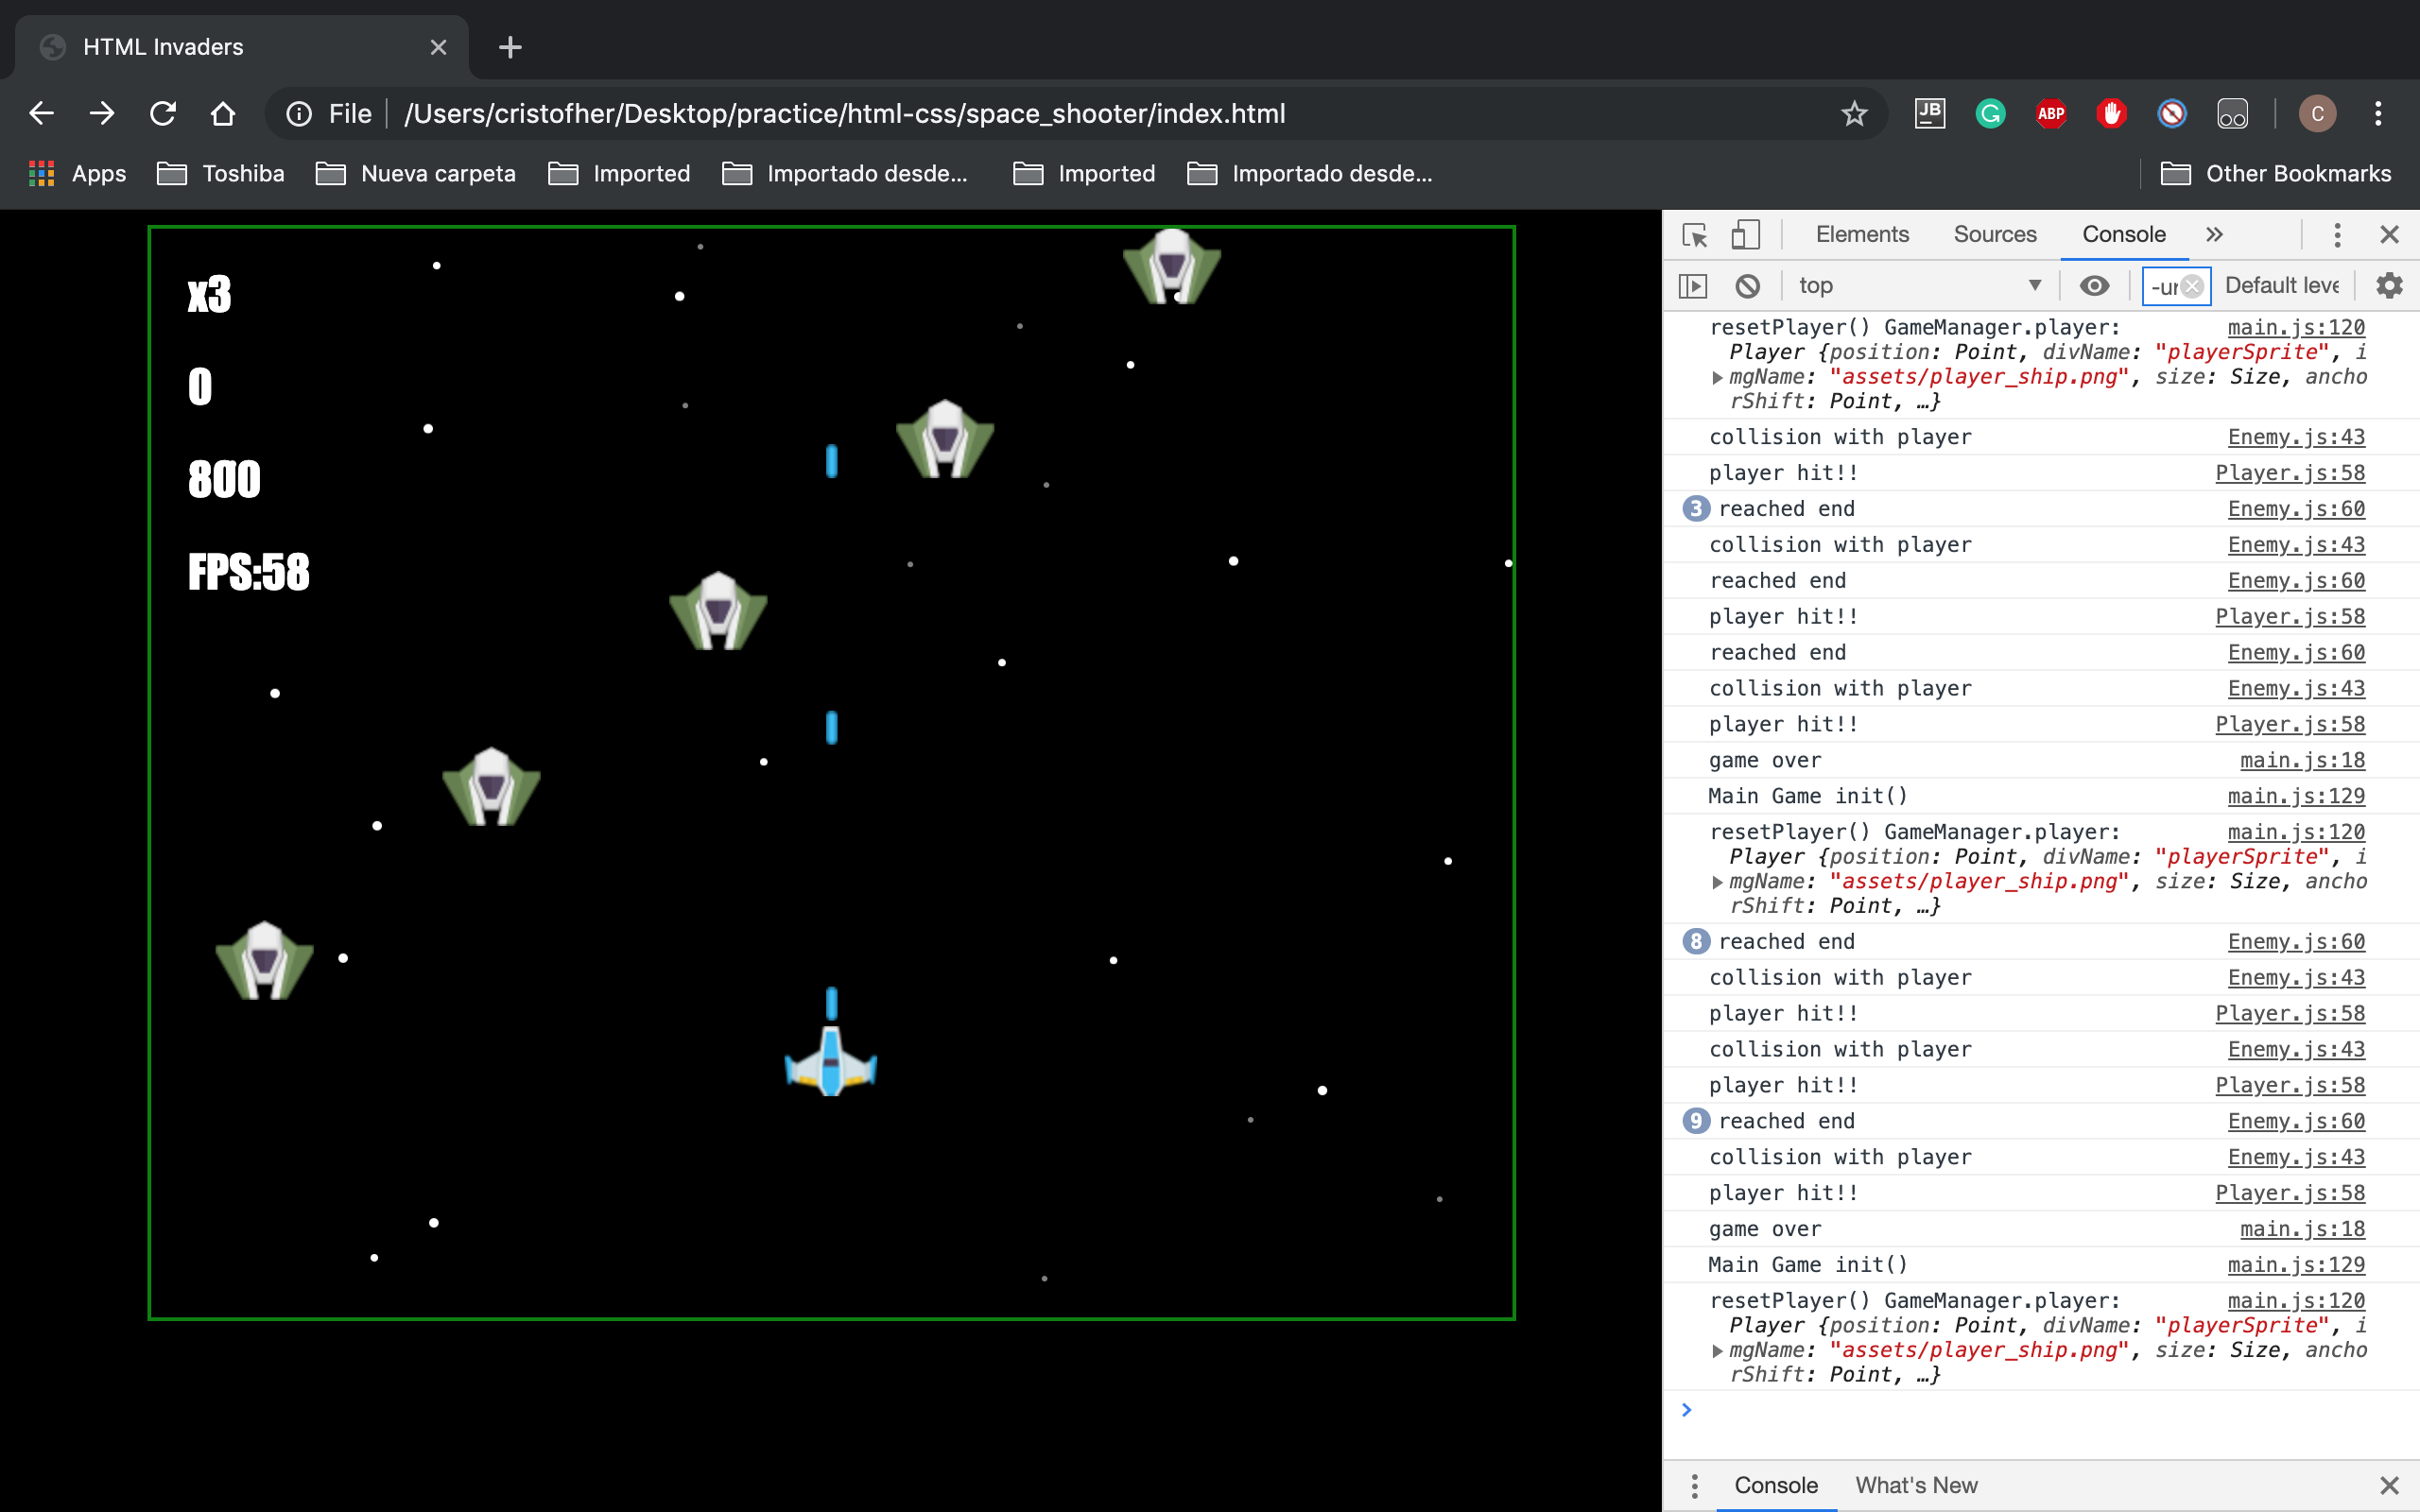 HTML Invaders
File /Users/cristofher/Desktop/practice/html-css/space_shooter/index.html
JB G ABP C
Apps Toshiba Nueva carpeta Imported Importado desde... Imported Importado desde... Other Bookmarks
x3
0
800
FPS:58
Elements Sources Console
top -ur Default leve
resetPlayer() GameManager.player: main.js:120
Player {position: Point, divName: "playerSprite", i
mgName: "assets/player_ship.png", size: Size, ancho
rShift: Point, …}
collision with player Enemy.js:43
player hit!! Player.js:58
3 reached end Enemy.js:60
collision with player Enemy.js:43
reached end Enemy.js:60
player hit!! Player.js:58
reached end Enemy.js:60
collision with player Enemy.js:43
player hit!! Player.js:58
game over main.js:18
Main Game init() main.js:129
resetPlayer() GameManager.player: main.js:120
Player {position: Point, divName: "playerSprite", i
mgName: "assets/player_ship.png", size: Size, ancho
rShift: Point, …}
8 reached end Enemy.js:60
collision with player Enemy.js:43
player hit!! Player.js:58
collision with player Enemy.js:43
player hit!! Player.js:58
9 reached end Enemy.js:60
collision with player Enemy.js:43
player hit!! Player.js:58
game over main.js:18
Main Game init() main.js:129
resetPlayer() GameManager.player: main.js:120
Player {position: Point, divName: "playerSprite", i
mgName: "assets/player_ship.png", size: Size, ancho
rShift: Point, …}
Console What's New